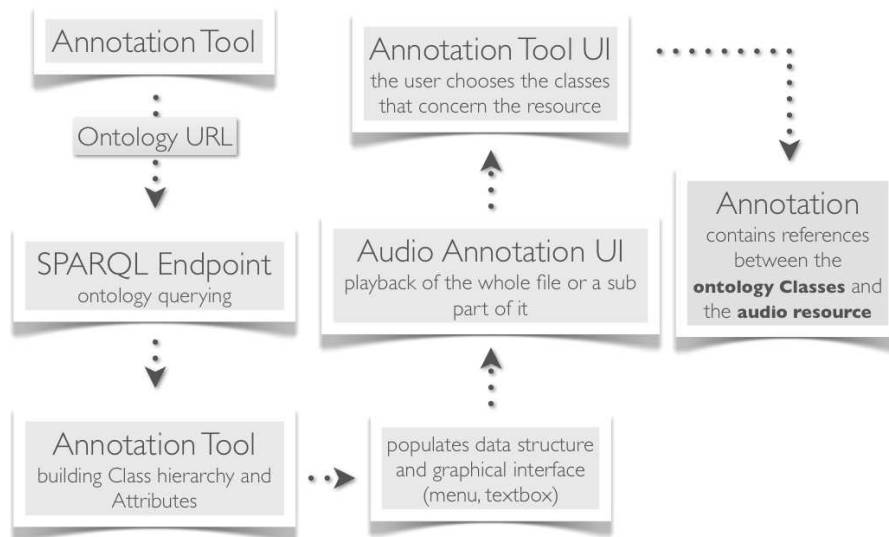 Annotation Tool
Ontology URL
SPARQL Endpoint
ontology querying
Annotation Tool
building Class hierarchy and
Attributes
populates data structure
and graphical interface
(menu, textbox)
Audio Annotation UI
playback of the whole file or a sub
part of it
Annotation Tool UI
the user chooses the classes
that concern the resource
Annotation
contains references
between the
ontology Classes and
the audio resource